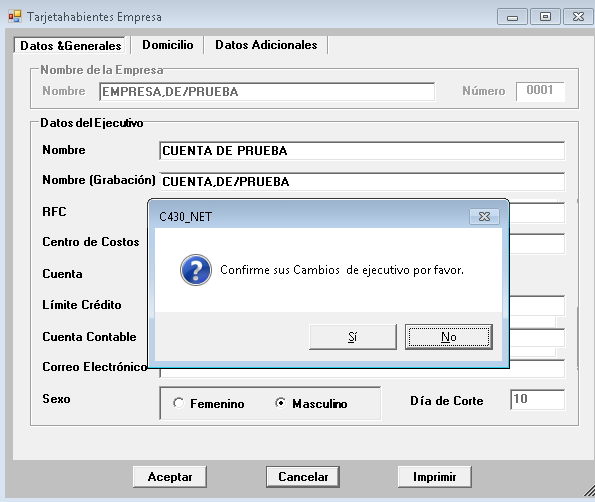 Tarjetahabientes Empresa
Datos &Generales Domicilio Datos Adicionales
Nombre de la Empresa
Nombre EMPRESA,DE/PRUEBA Número 0001
Datos del Ejecutivo
Nombre CUENTA DE PRUEBA
Nombre (Grabación) CUENTA,DE/PRUEBA
RFC
C430_NET
Centro de Costos
Confirme sus Cambios de ejecutivo por favor.
Cuenta
Límite Crédito
Sí No
Cuenta Contable
Correo Electrónico
Sexo Femenino Masculino Día de Corte 10
Aceptar Cancelar Imprimir